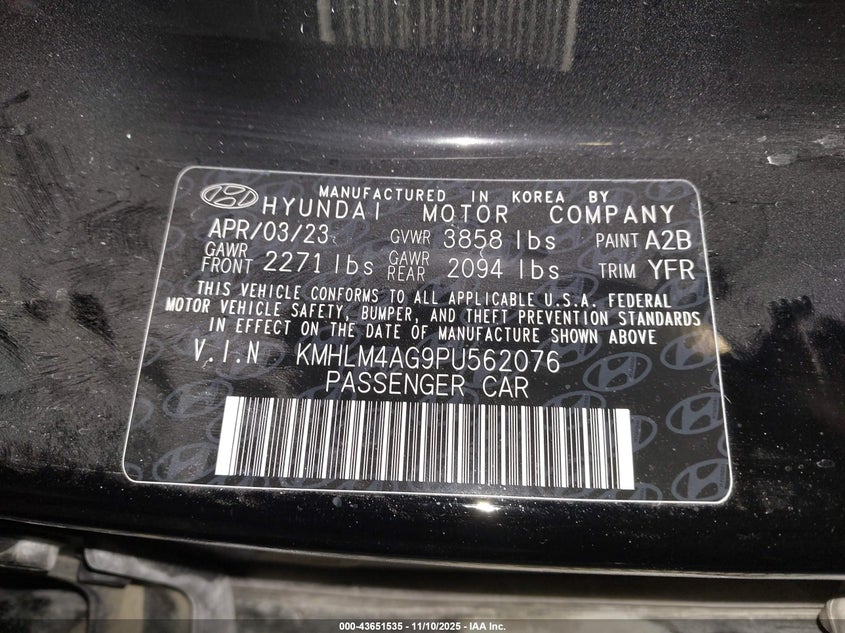 MANUFACTURED IN KOREA BY
HYUNDAI MOTOR COMPANY
APR/03/23 GVWR 3858 lbs PAINT A2B
GAWR FRONT 2271 lbs GAWR REAR 2094 lbs TRIM YFR
THIS VEHICLE CONFORMS TO ALL APPLICABLE U.S.A. FEDERAL
MOTOR VEHICLE SAFETY, BUMPER, AND THEFT PREVENTION STANDARDS
IN EFFECT ON THE DATE OF MANUFACTURE SHOWN ABOVE
V.I.N KMHLM4AG9PU562076
PASSENGER CAR
000-43651535 - 11/10/2025 - IAA Inc.